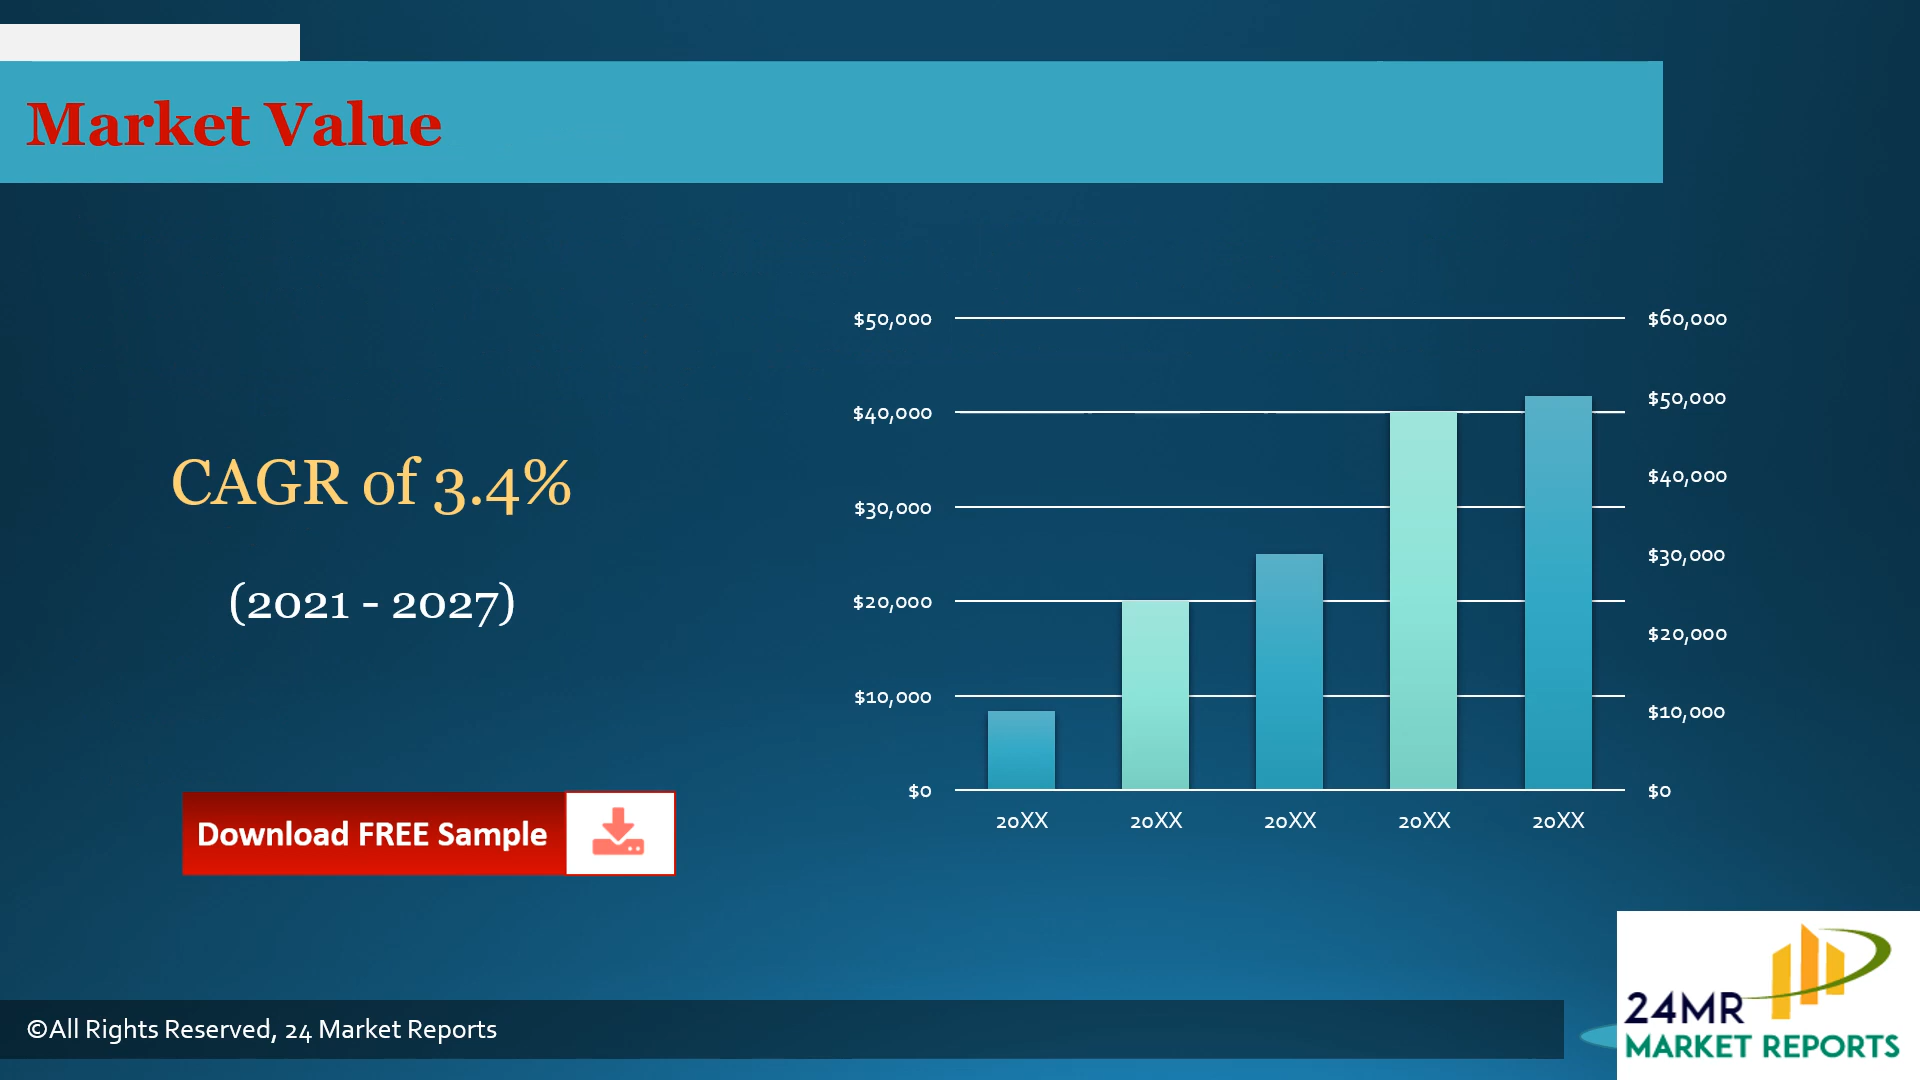 Market Value
CAGR of 3.4%
(2021 - 2027)
Download FREE Sample
$50,000
$40,000
$30,000
$20,000
$10,000
$0
$60,000
$50,000
$40,000
$30,000
$20,000
$10,000
$0
20XX 20XX 20XX 20XX 20XX
©All Rights Reserved, 24 Market Reports
24MR
MARKET REPORTS